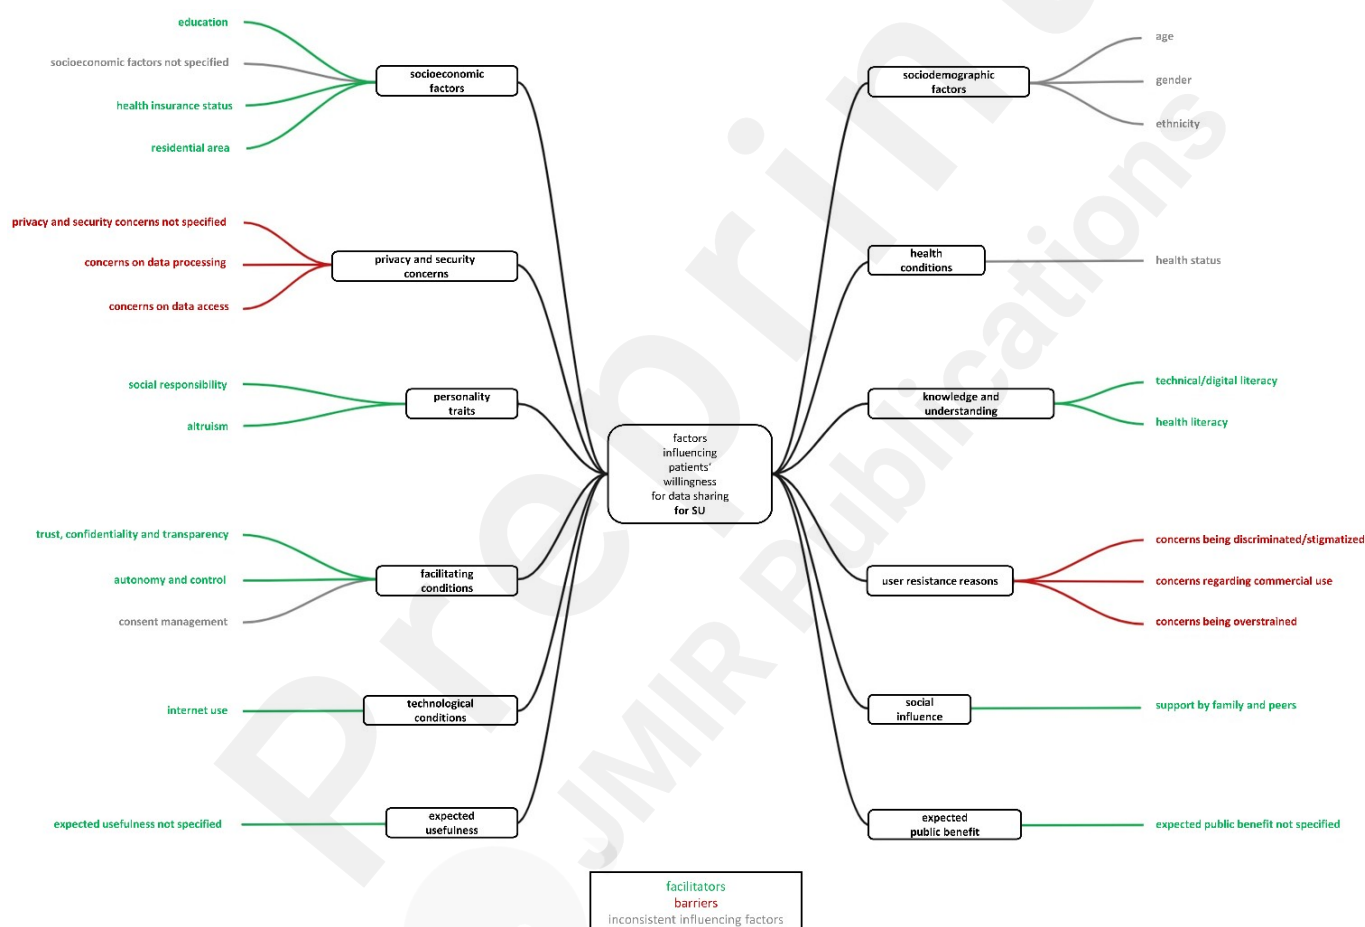 education
socioeconomic factors not specified
health insurance status
residential area
socioeconomic
factors
privacy and security concerns not specified
concerns on data processing
concerns on data access
privacy and security
concerns
social responsibility
altruism
personality
traits
trust, confidentiality and transparency
autonomy and control
consent management
facilitating
conditions
internet use
technological
conditions
expected usefulness not specified
expected
usefulness
factors
influencing
patients'
willingness
for data sharing
for SU
sociodemographic
factors
age
gender
ethnicity
health
conditions
health status
knowledge and
understanding
technical/digital literacy
health literacy
user resistance reasons
concerns being discriminated/stigmatized
concerns regarding commercial use
concerns being overstrained
social
influence
support by family and peers
expected
public benefit
expected public benefit not specified
facilitators
barriers
inconsistent influencing factors
Preprint
JMIR Publications